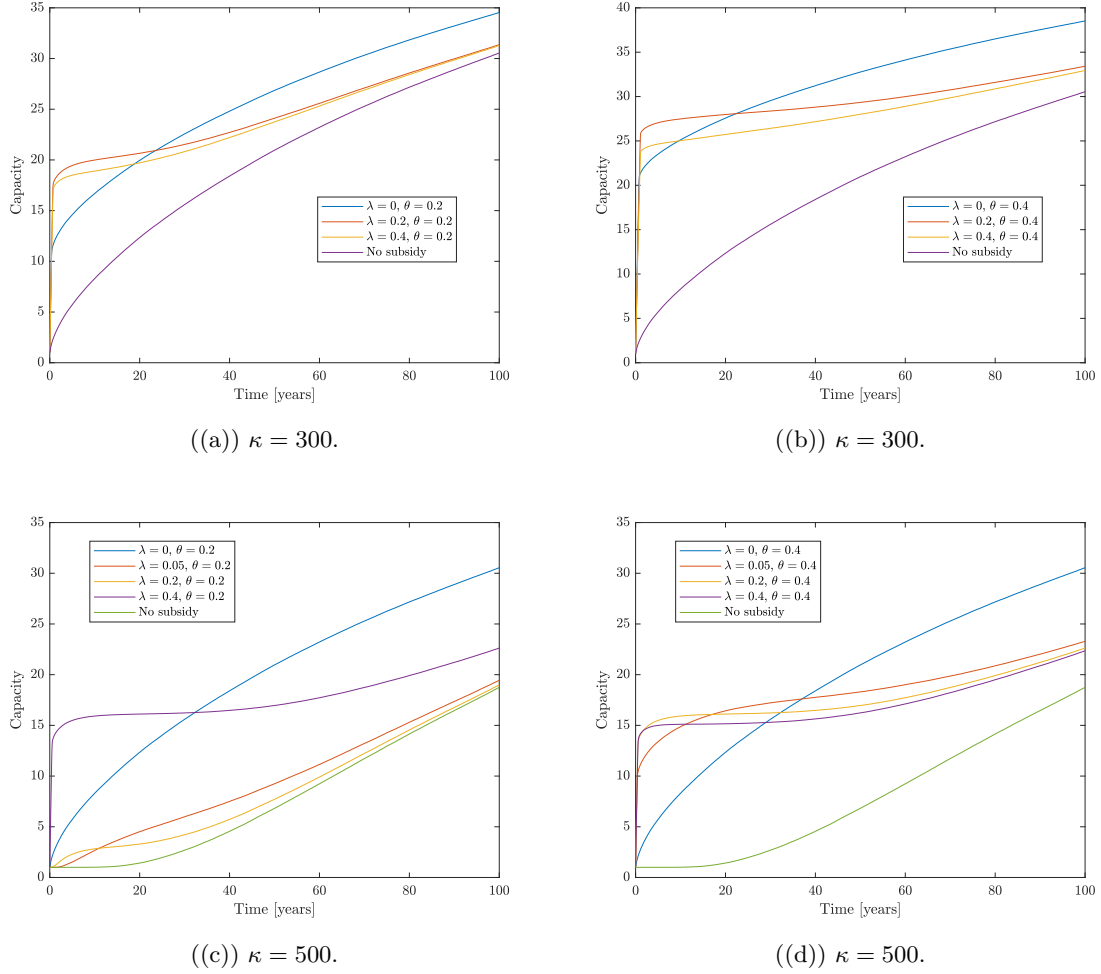 35
30
25
20
15
10
5
0
Capacity
λ = 0, θ = 0.2
λ = 0.2, θ = 0.2
λ = 0.4, θ = 0.2
No subsidy
0 20 40 60 80 100
Time [years]
((a)) κ = 300.
40
35
30
25
20
15
10
5
0
Capacity
λ = 0, θ = 0.4
λ = 0.2, θ = 0.4
λ = 0.4, θ = 0.4
No subsidy
0 20 40 60 80 100
Time [years]
((b)) κ = 300.
35
30
25
20
15
10
5
0
Capacity
λ = 0, θ = 0.2
λ = 0.05, θ = 0.2
λ = 0.2, θ = 0.2
λ = 0.4, θ = 0.2
No subsidy
0 20 40 60 80 100
Time [years]
((c)) κ = 500.
35
30
25
20
15
10
5
0
Capacity
λ = 0, θ = 0.4
λ = 0.05, θ = 0.4
λ = 0.2, θ = 0.4
λ = 0.4, θ = 0.4
No subsidy
0 20 40 60 80 100
Time [years]
((d)) κ = 500.